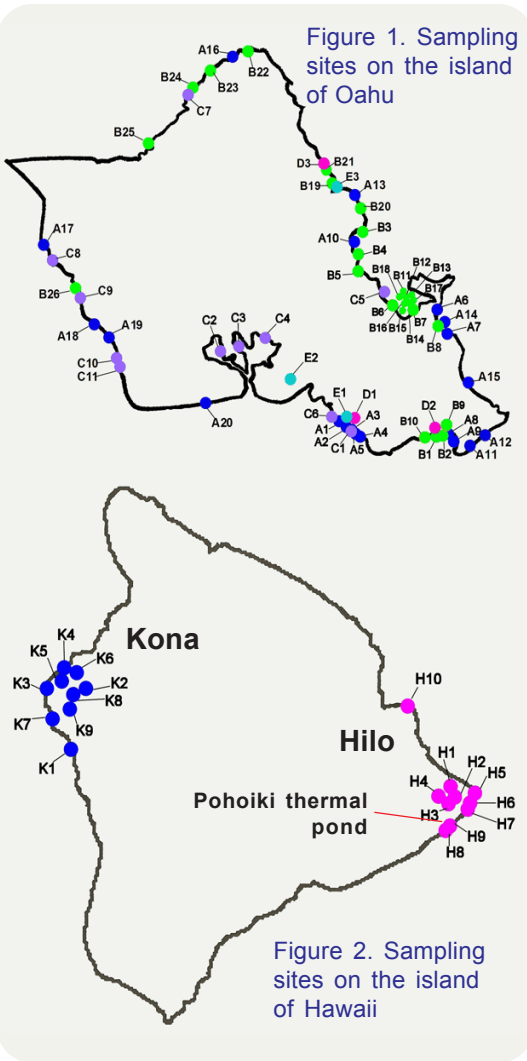 Figure 1. Sampling
sites on the island
of Oahu
A16
B22
B24
B23
C7
B25
D3
B21
B19
E3
A13
B20
A17
C8
B3
A10
B4
B12
B13
B5
B18
B11
B17
B26
C9
C5
A6
B6
A14
B16
B15
B7
B14
A7
B8
A18
A19
C2
C3
C4
C10
C11
E2
A15
A20
E1
D1
C6
A3
A1
A4
A2
C1
A5
D2
B9
B10
A8
A9
A12
B1
B2
A11
Figure 2. Sampling
sites on the island
of Hawaii
Kona
K4
K5
K6
K3
K2
K8
K7
K9
K1
H10
Hilo
H1
H2
H4
H5
H6
H3
H7
Pohoiki thermal
pond
H9
H8